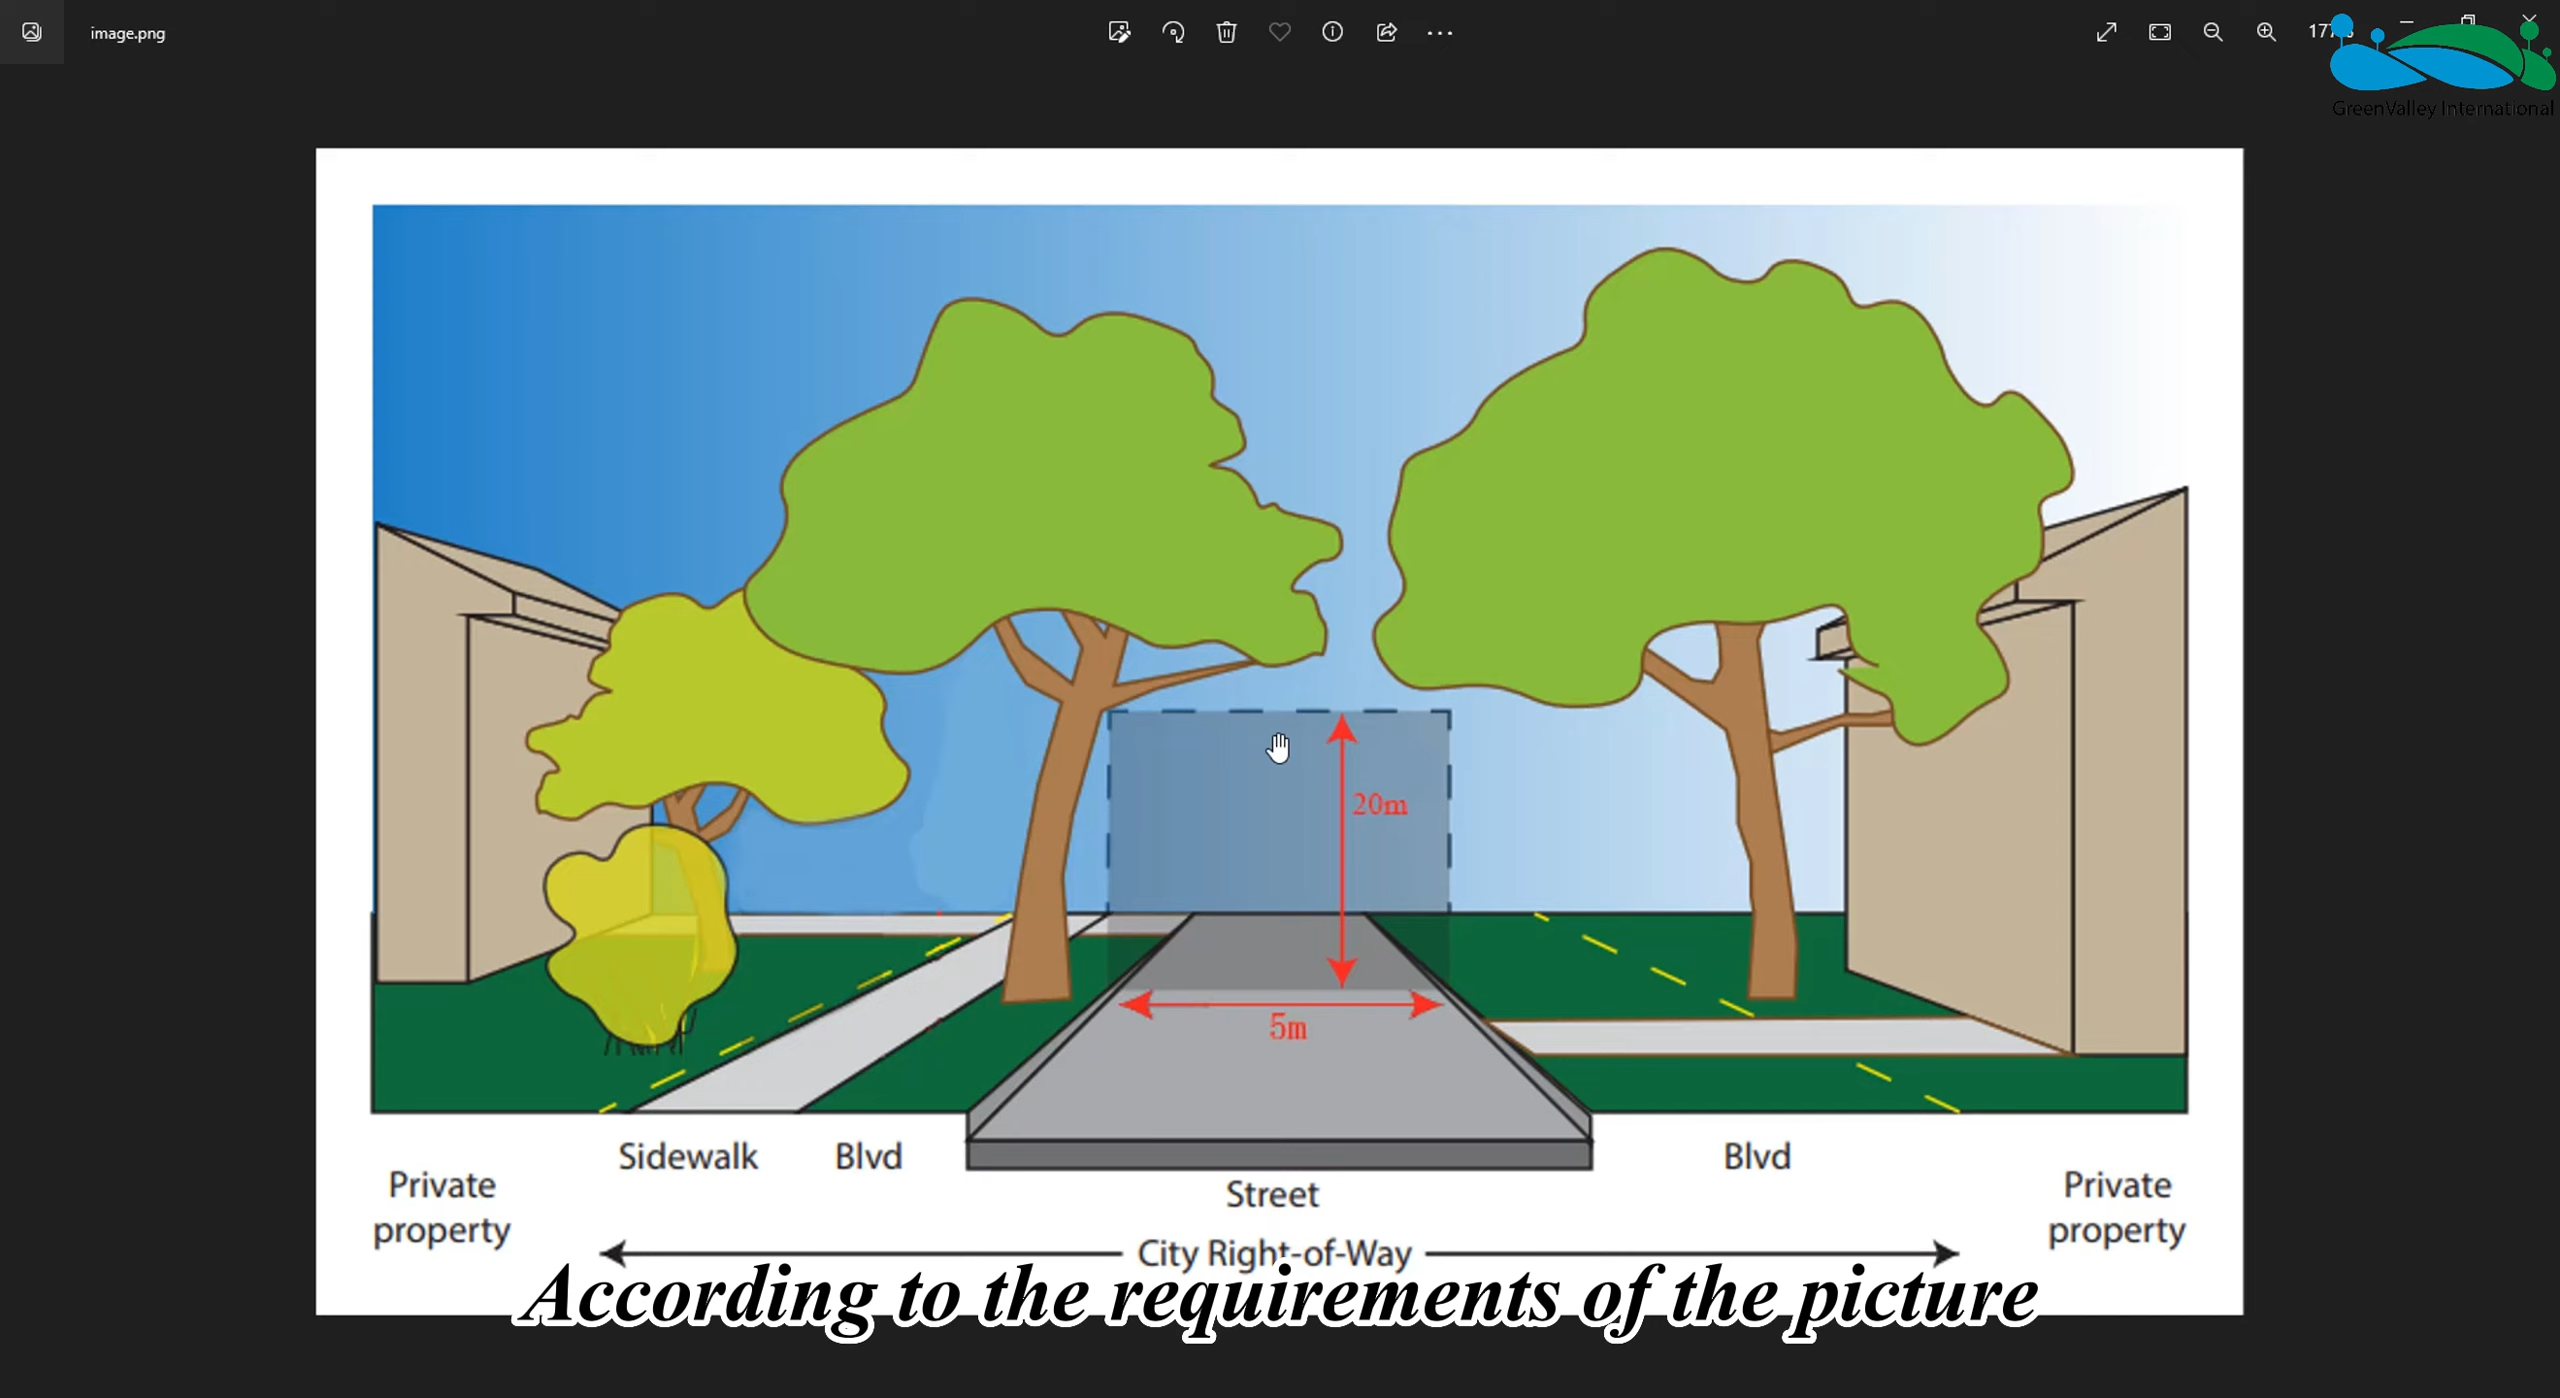 image.png
GreenValley International
20m
5m
Sidewalk
Blvd
Blvd
Private
property
Street
Private
property
City Right-of-Way
According to the requirements of the picture